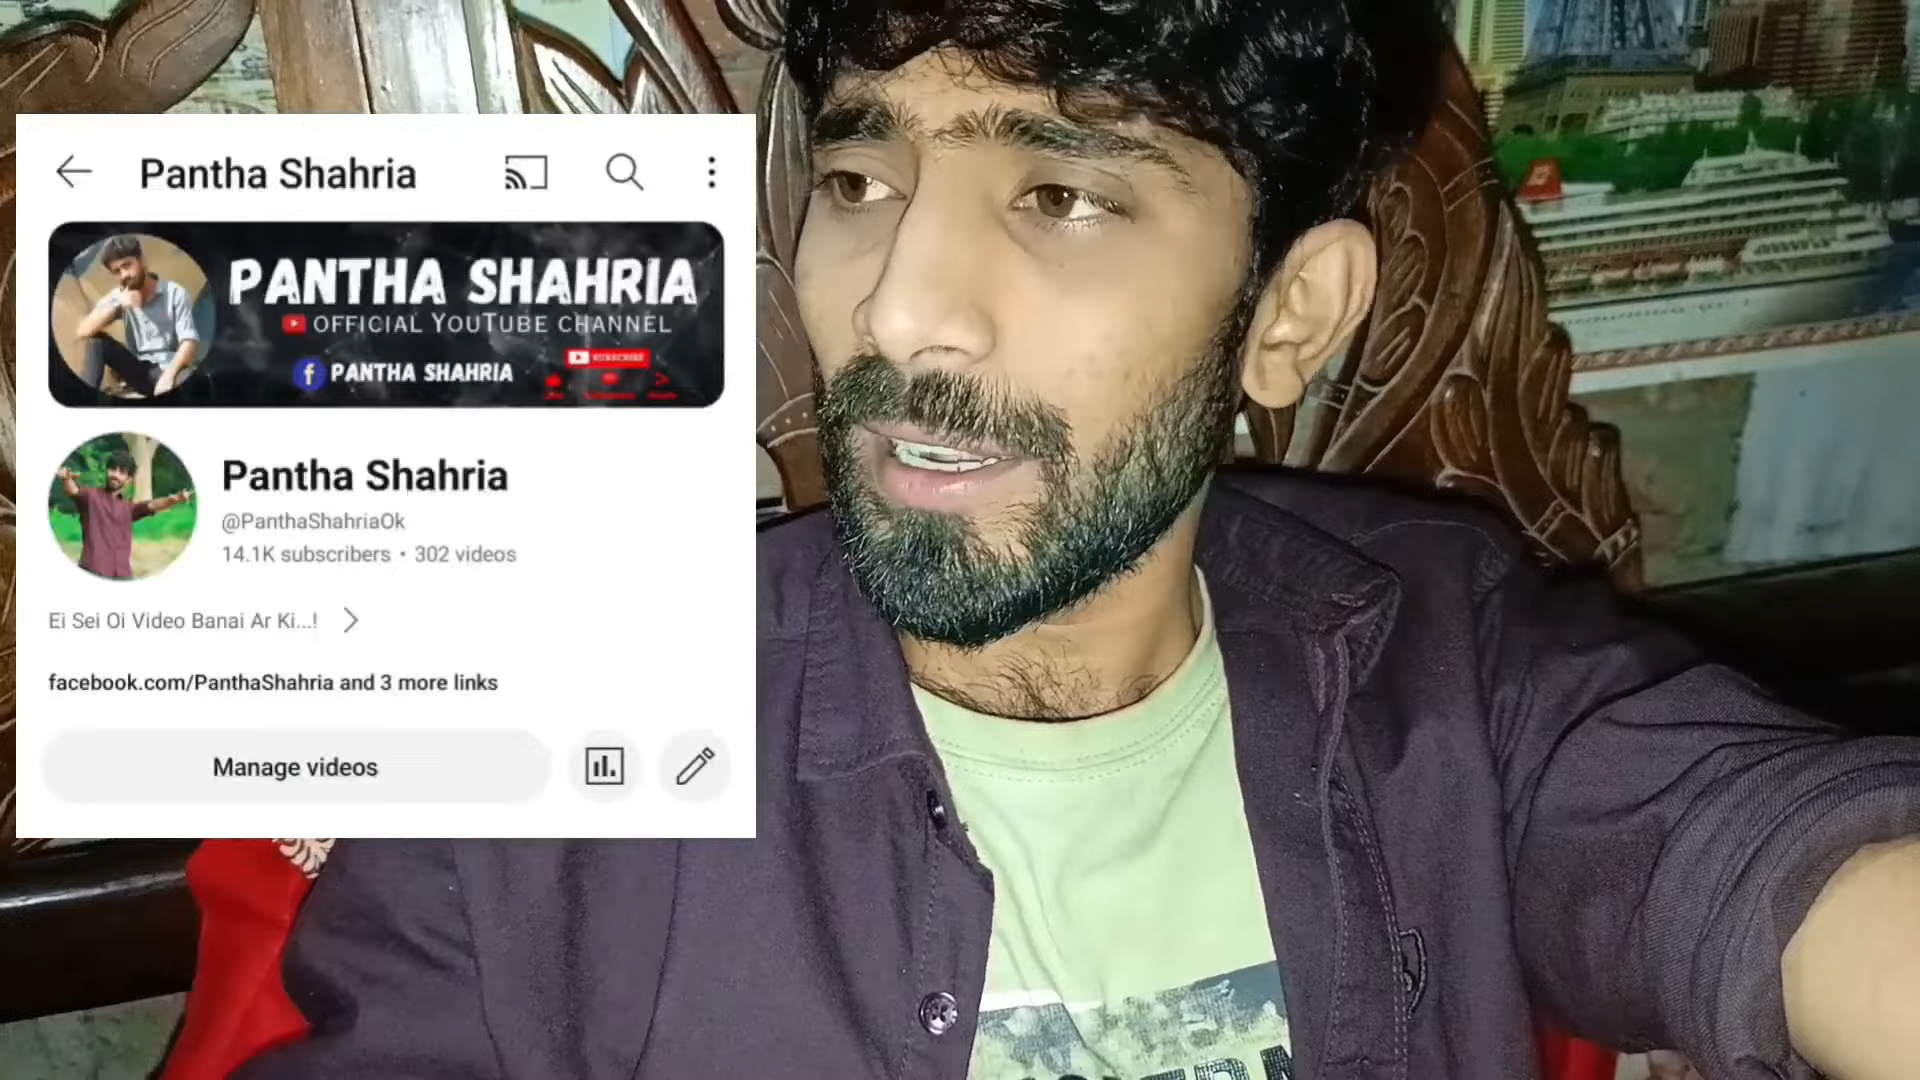 Pantha Shahria
PANTHA SHAHRIA
OFFICIAL YOUTUBE CHANNEL
SUBSCRIBE
f PANTHA SHAHRIA
Pantha Shahria
@PanthaShahriaOk
14.1K subscribers • 302 videos
Ei Sei Oi Video Banai Ar Ki...!
facebook.com/PanthaShahria and 3 more links
Manage videos